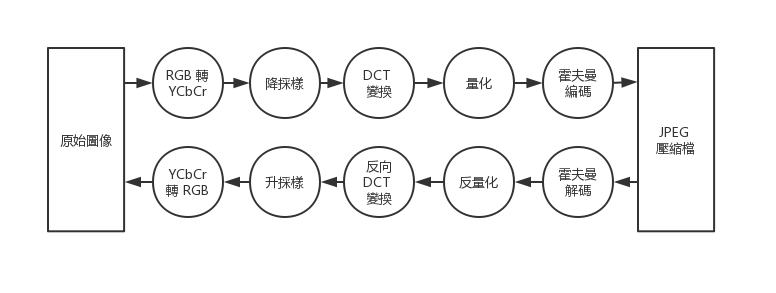 原始圖像
RGB 轉
YCbCr
降採樣
DCT
變換
量化
霍夫曼
編碼
JPEG
壓縮檔
YCbCr
轉 RGB
升採樣
反向
DCT
變換
反量化
霍夫曼
解碼